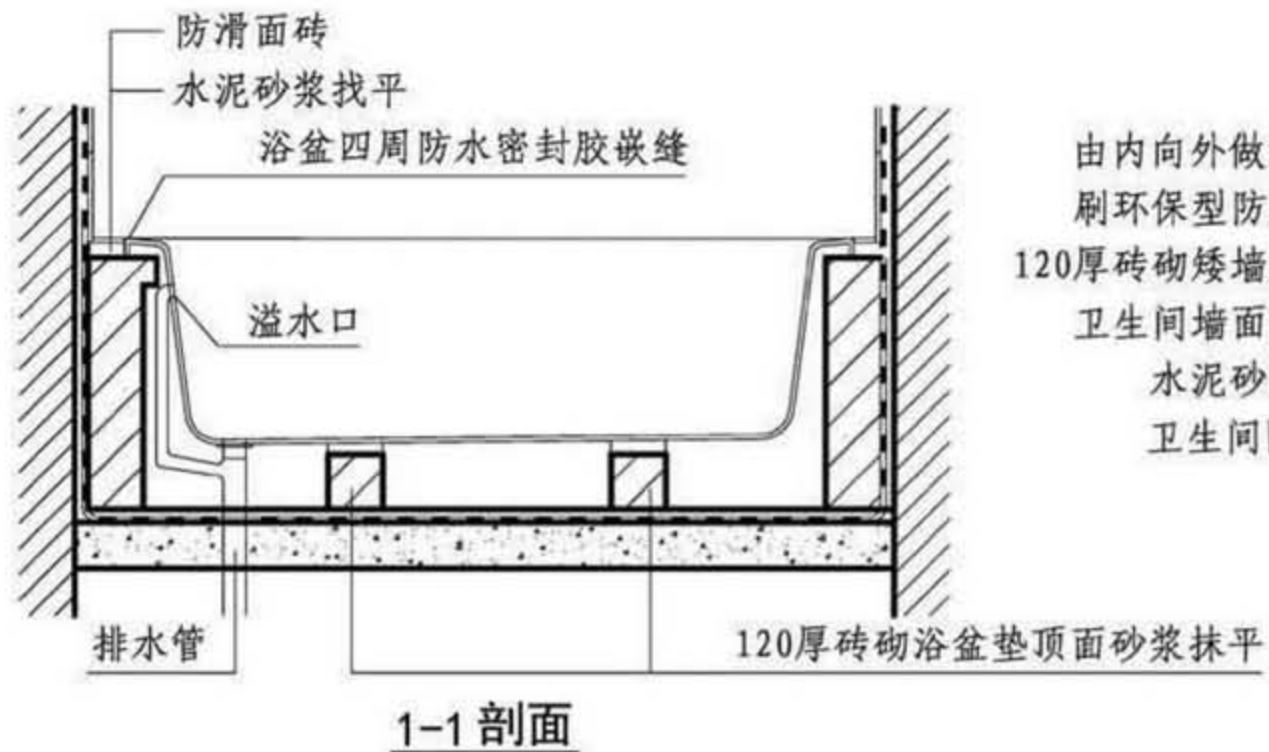 防滑面砖
水泥砂浆找平
浴盆四周防水密封胶嵌缝
溢水口
排水管
120厚砖砌浴盆垫顶面砂浆抹平
1-1 剖面
由内向外做
刷环保型防
120厚砖砌矮墙
卫生间墙面
水泥砂
卫生间